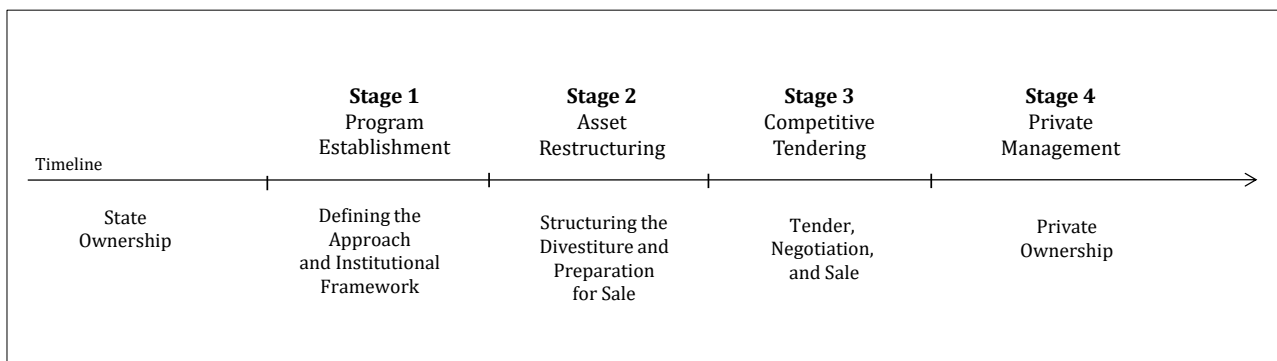 Stage 1
Program
Establishment
Stage 2
Asset
Restructuring
Stage 3
Competitive
Tendering
Stage 4
Private
Management
Timeline
State
Ownership
Defining the
Approach
and Institutional
Framework
Structuring the
Divestiture and
Preparation
for Sale
Tender,
Negotiation,
and Sale
Private
Ownership